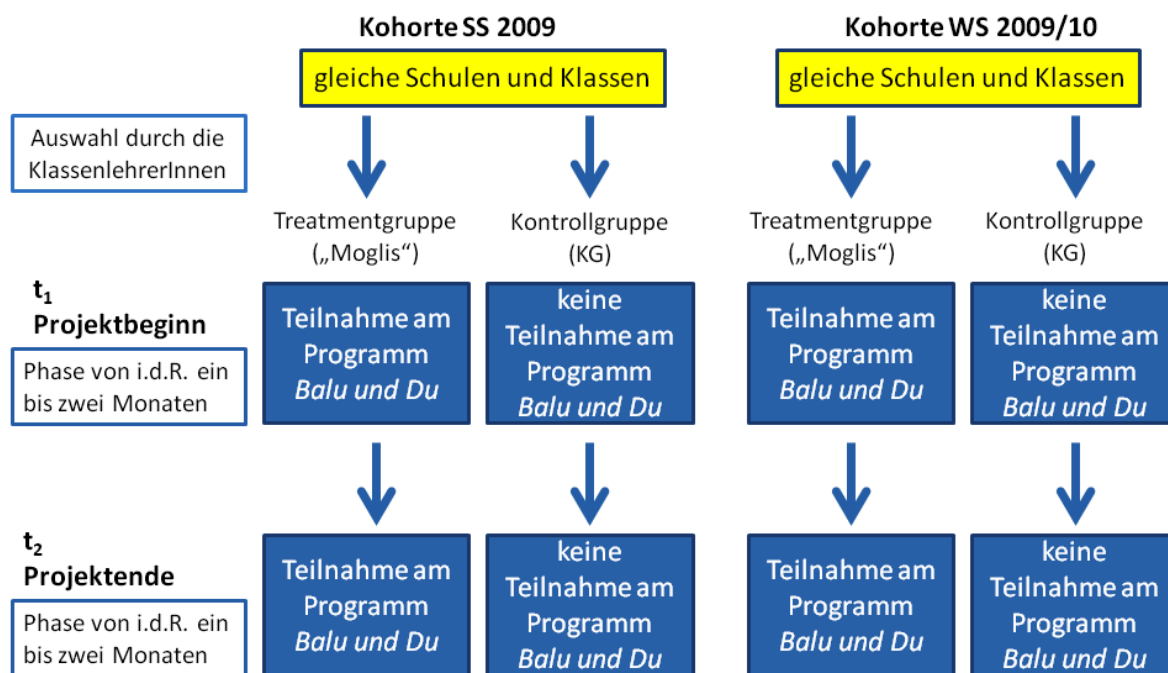 Kohorte SS 2009
Kohorte WS 2009/10
gleiche Schulen und Klassen
gleiche Schulen und Klassen
Auswahl durch die
KlassenlehrerInnen
Treatmentgruppe
(„Moglis“)
Kontrollgruppe
(KG)
Treatmentgruppe
(„Moglis“)
Kontrollgruppe
(KG)
t₁
Projektbeginn
Phase von i.d.R. ein
bis zwei Monaten
Teilnahme am
Programm
Balu und Du
keine
Teilnahme am
Programm
Balu und Du
Teilnahme am
Programm
Balu und Du
keine
Teilnahme am
Programm
Balu und Du
t₂
Projektende
Phase von i.d.R. ein
bis zwei Monaten
Teilnahme am
Programm
Balu und Du
keine
Teilnahme am
Programm
Balu und Du
Teilnahme am
Programm
Balu und Du
keine
Teilnahme am
Programm
Balu und Du